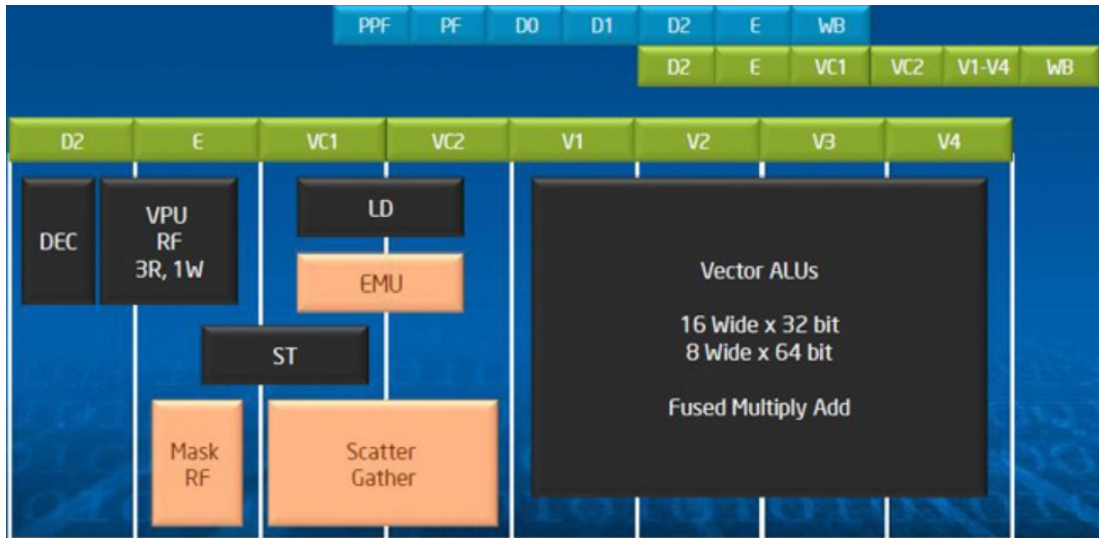 PPF PF D0 D1 D2 E WB
D2 E VC1 VC2 V1-V4 WB
D2 E VC1 VC2 V1 V2 V3 V4
DEC
VPU
RF
3R, 1W
LD
EMU
ST
Mask
RF
Scatter
Gather
Vector ALUs
16 Wide x 32 bit
8 Wide x 64 bit
Fused Multiply Add